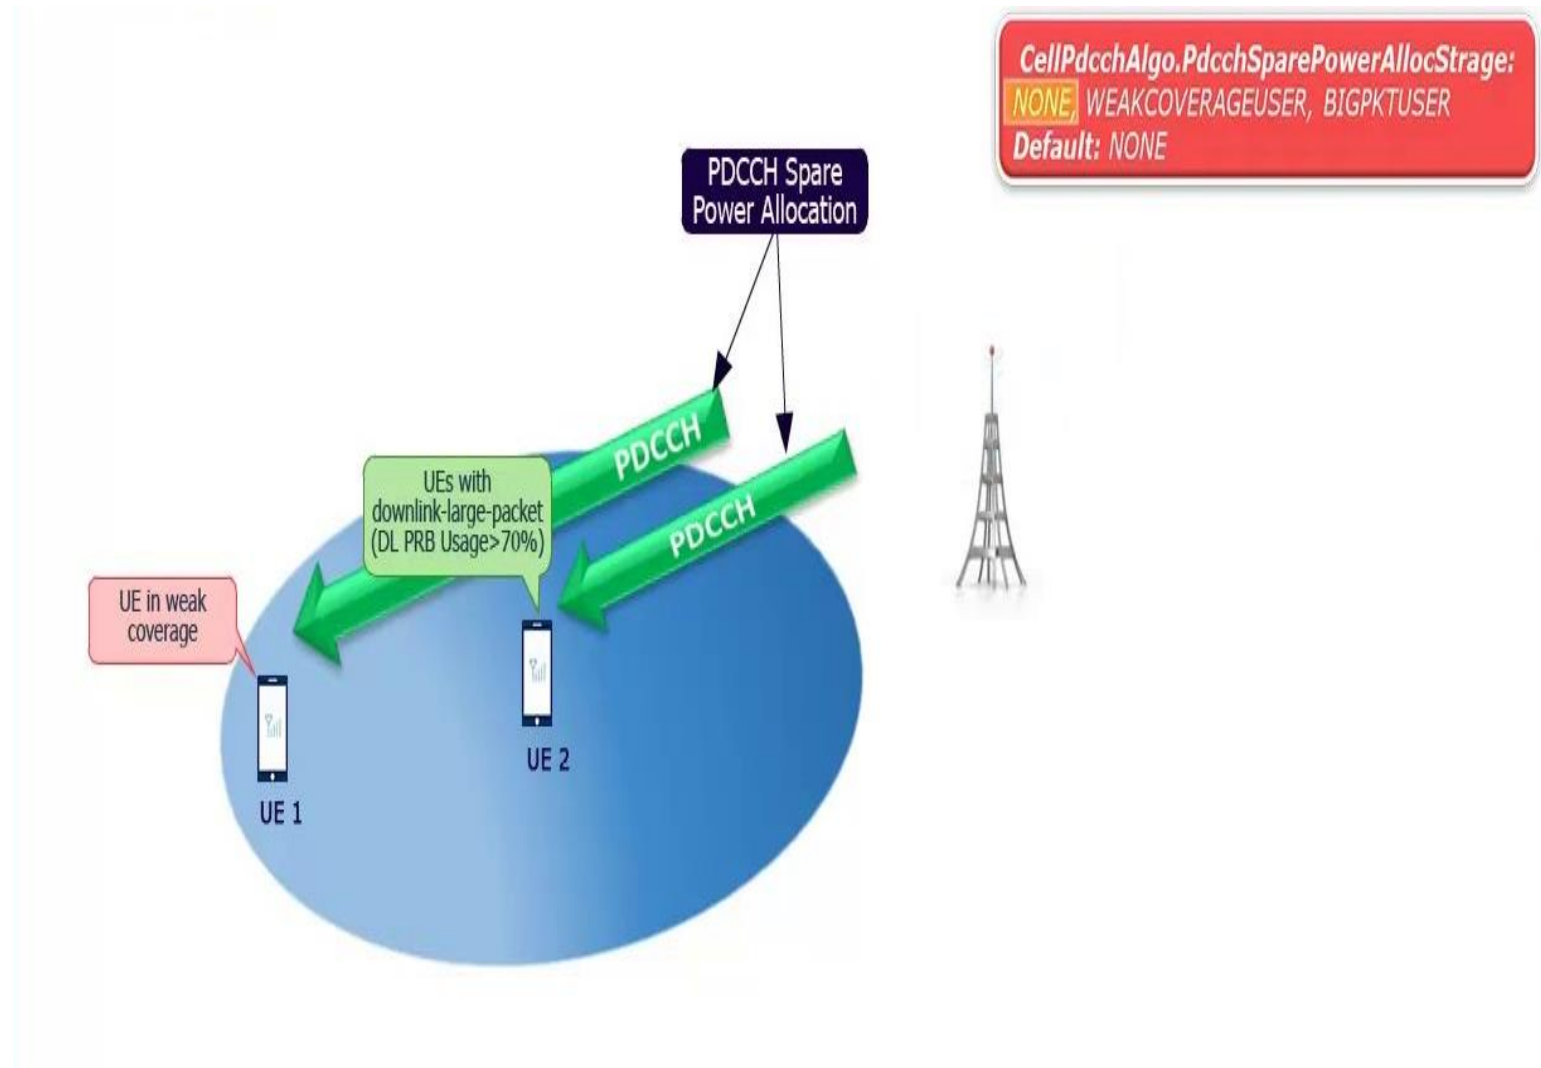 CellPdcchAlgo.PdcchSparePowerAllocStrage:
NONE, WEAKCOVERAGEUSER, BIGPKTUSER
Default: NONE
PDCCH Spare
Power Allocation
PDCCH
PDCCH
UEs with
downlink-large-packet
(DL PRB Usage>70%)
UE in weak
coverage
UE 2
UE 1